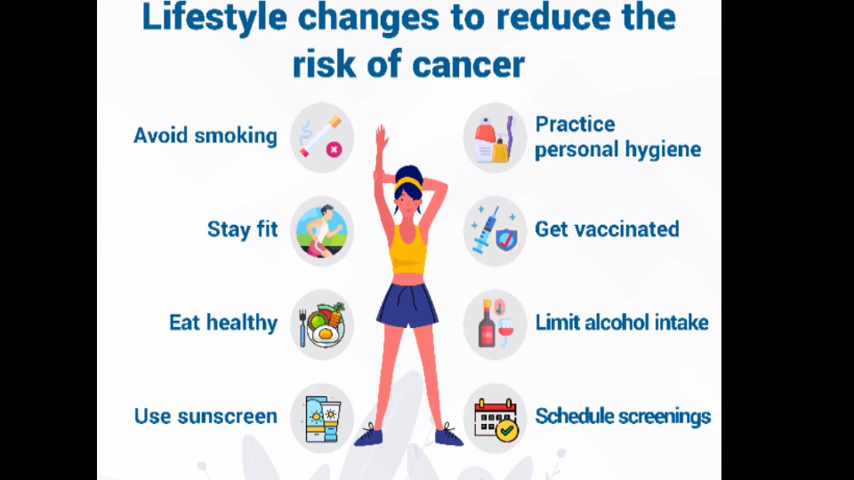 Lifestyle changes to reduce the
risk of cancer
Avoid smoking
Stay fit
Eat healthy
Use sunscreen
Practice
personal hygiene
Get vaccinated
Limit alcohol intake
Schedule screenings